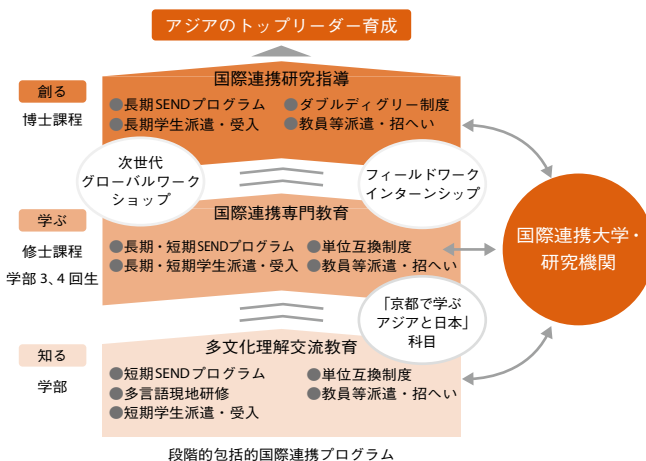 アジアのトップリーダー育成
国際連携研究指導
創る
博士課程
●長期SENDプログラム
●ダブルディグリー制度
●長期学生派遣・受入
●教員等派遣・招へい
次世代
グローバルワーク
ショップ
フィールドワーク
インターンシップ
国際連携専門教育
学ぶ
修士課程
学部3、4回生
●長期・短期SENDプログラム
●単位互換制度
●長期・短期学生派遣・受入
●教員等派遣・招へい
国際連携大学・
研究機関
「京都で学ぶ
アジアと日本」
科目
多文化理解交流教育
知る
学部
●短期SENDプログラム
●単位互換制度
●多言語現地研修
●教員等派遣・招へい
●短期学生派遣・受入
段階的包括的国際連携プログラム